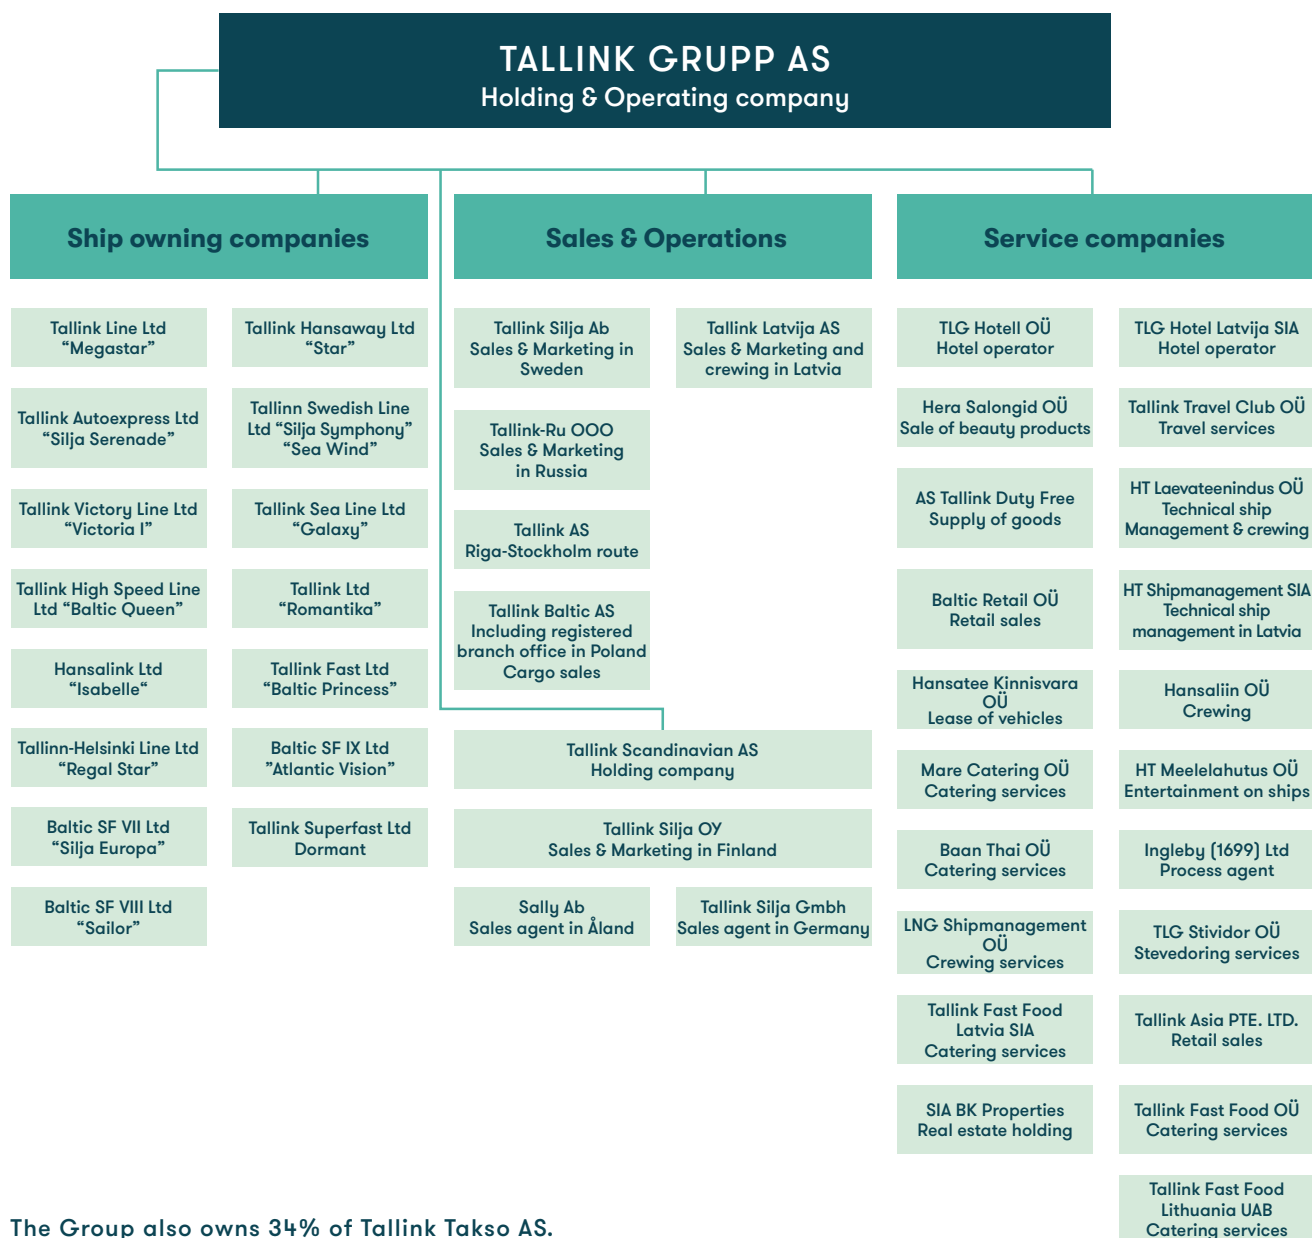 TALLINK GRUPP AS
Holding & Operating company
Ship owning companies
Tallink Line Ltd
“Megastar”
Tallink Hansaway Ltd
“Star”
Tallink Autoexpress Ltd
“Silja Serenade”
Tallinn Swedish Line
Ltd “Silja Symphony”
“Sea Wind”
Tallink Victory Line Ltd
“Victoria I”
Tallink Sea Line Ltd
“Galaxy”
Tallink High Speed Line
Ltd “Baltic Queen”
Tallink Ltd
“Romantika”
Hansalink Ltd
“Isabelle“
Tallink Fast Ltd
“Baltic Princess”
Tallinn-Helsinki Line Ltd
“Regal Star”
Baltic SF IX Ltd
”Atlantic Vision”
Baltic SF VII Ltd
“Silja Europa”
Tallink Superfast Ltd
Dormant
Baltic SF VIII Ltd
“Sailor”
Sales & Operations
Tallink Silja Ab
Sales & Marketing in
Sweden
Tallink Latvija AS
Sales & Marketing and
crewing in Latvia
Tallink-Ru OOO
Sales & Marketing
in Russia
Tallink AS
Riga-Stockholm route
Tallink Baltic AS
Including registered
branch office in Poland
Cargo sales
Tallink Scandinavian AS
Holding company
Tallink Silja OY
Sales & Marketing in Finland
Sally Ab
Sales agent in Åland
Tallink Silja Gmbh
Sales agent in Germany
Service companies
TLG Hotell OÜ
Hotel operator
TLG Hotel Latvija SIA
Hotel operator
Hera Salongid OÜ
Sale of beauty products
Tallink Travel Club OÜ
Travel services
AS Tallink Duty Free
Supply of goods
HT Laevateenindus OÜ
Technical ship
Management & crewing
Baltic Retail OÜ
Retail sales
HT Shipmanagement SIA
Technical ship
management in Latvia
Hansatee Kinnisvara
OÜ
Lease of vehicles
Hansaliin OÜ
Crewing
Mare Catering OÜ
Catering services
HT Meelelahutus OÜ
Entertainment on ships
Baan Thai OÜ
Catering services
Ingleby (1699) Ltd
Process agent
LNG Shipmanagement
OÜ
Crewing services
TLG Stividor OÜ
Stevedoring services
Tallink Fast Food
Latvia SIA
Catering services
Tallink Asia PTE. LTD.
Retail sales
SIA BK Properties
Real estate holding
Tallink Fast Food OÜ
Catering services
Tallink Fast Food
Lithuania UAB
Catering services
The Group also owns 34% of Tallink Takso AS.